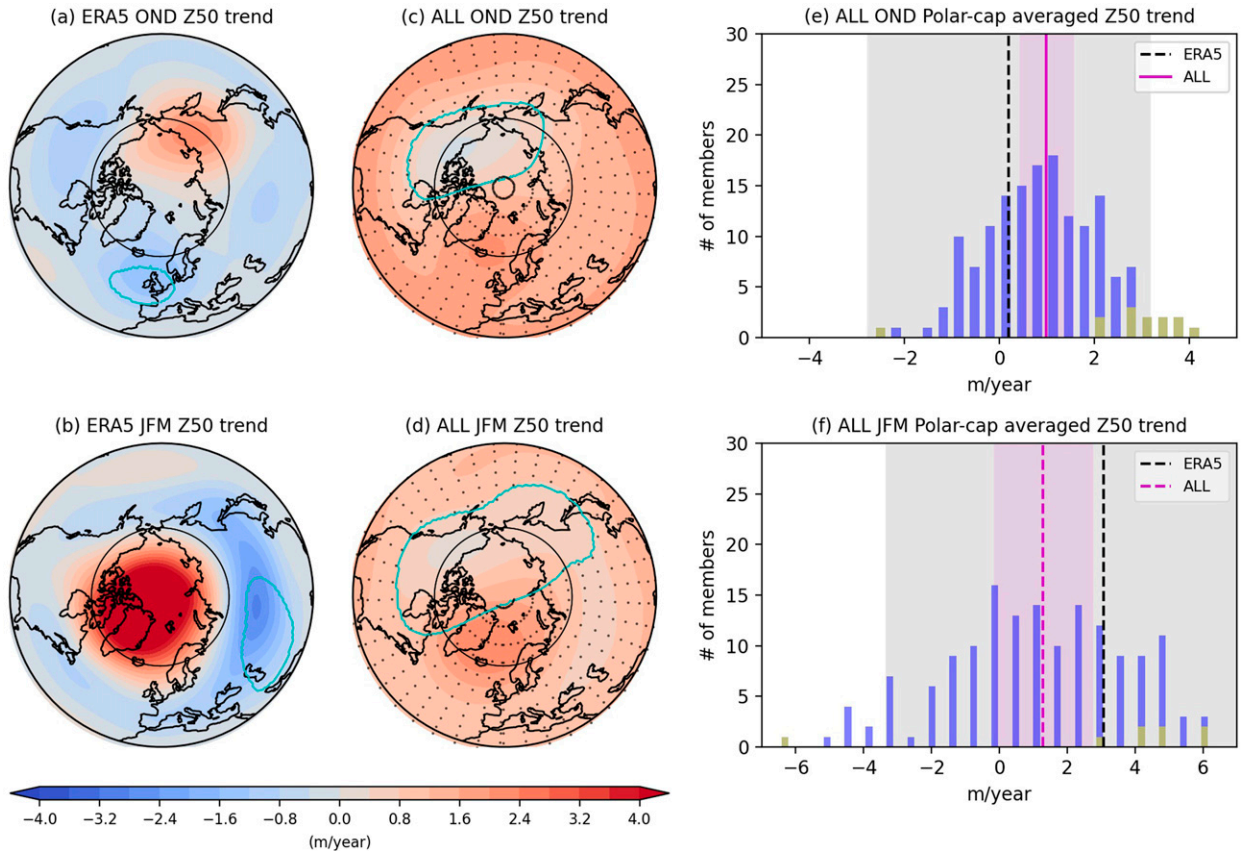 (a) ERA5 OND Z50 trend
(c) ALL OND Z50 trend
(e) ALL OND Polar-cap averaged Z50 trend
30
25
20
15
10
5
0
# of members
ERA5
ALL
−4 −2 0 2 4
m/year
(b) ERA5 JFM Z50 trend
(d) ALL JFM Z50 trend
(f) ALL JFM Polar-cap averaged Z50 trend
30
25
20
15
10
5
0
# of members
ERA5
ALL
−6 −4 −2 0 2 4 6
m/year
−4.0 −3.2 −2.4 −1.6 −0.8 0.0 0.8 1.6 2.4 3.2 4.0
(m/year)